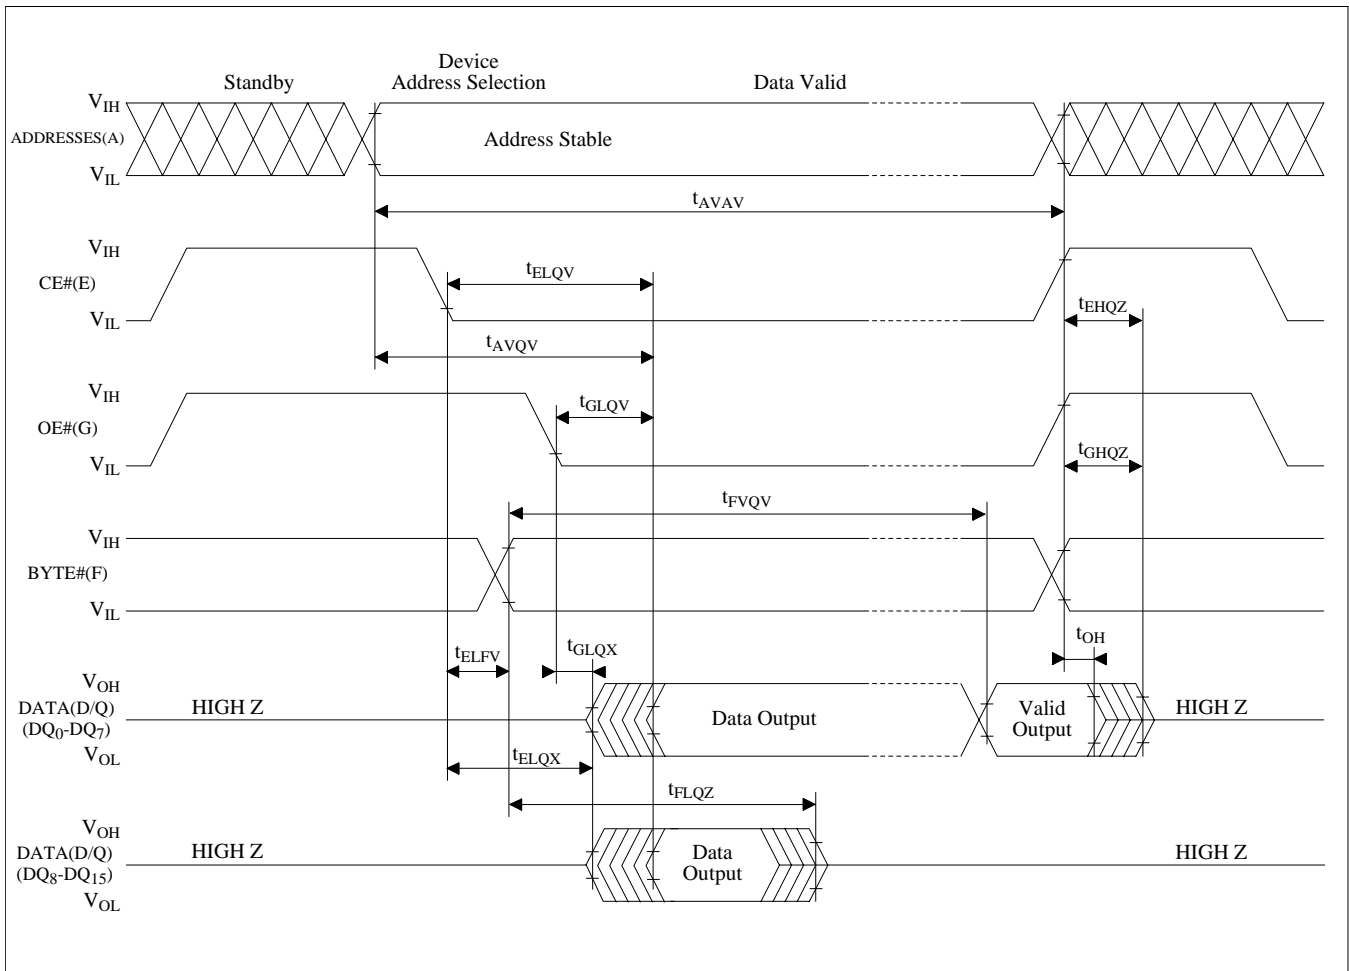 Device
Standby
Address Selection
Data Valid
VIH
ADDRESSES(A)
Address Stable
VIL
tAVAV
VIH
tELQV
CE#(E)
tEHQZ
VIL
tAVQV
VIH
tGLQV
OE#(G)
tGHQZ
VIL
tFVQV
VIH
BYTE#(F)
VIL
tELFV
tGLQX
tOH
VOH
DATA(D/Q)
(DQ0-DQ7)
HIGH Z
Data Output
Valid
Output
HIGH Z
VOL
tELQX
tFLQZ
VOH
DATA(D/Q)
(DQ8-DQ15)
HIGH Z
Data
Output
HIGH Z
VOL